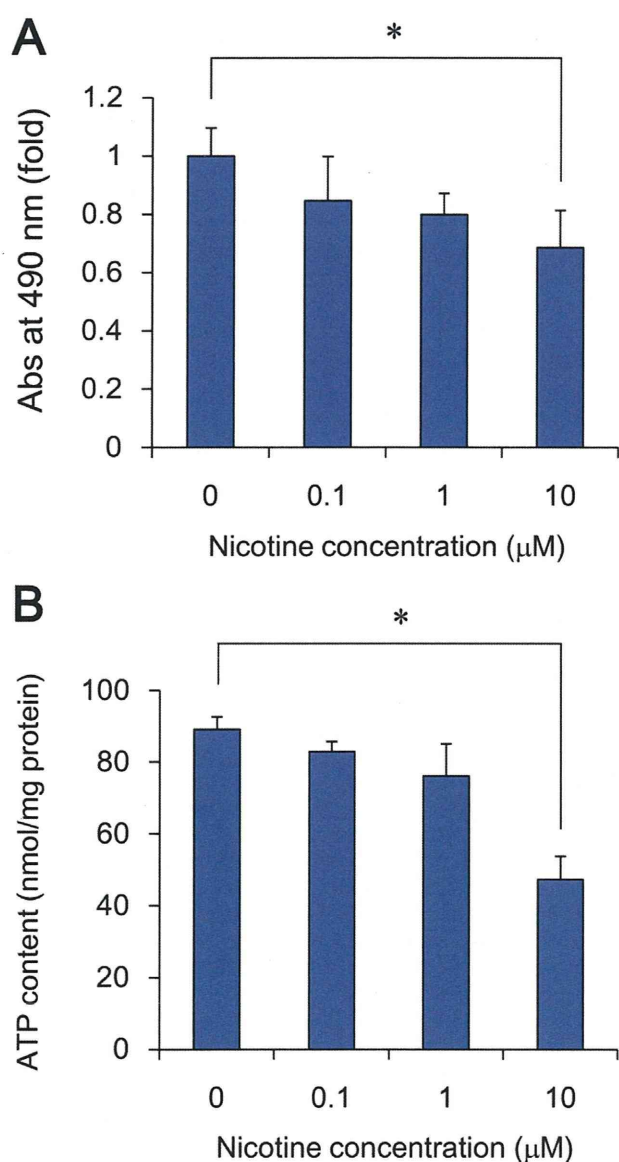 A
*
Abs at 490 nm (fold)
1.2
1
0.8
0.6
0.4
0.2
0
0 0.1 1 10
Nicotine concentration (μM)
B
*
ATP content (nmol/mg protein)
100
80
60
40
20
0
0 0.1 1 10
Nicotine concentration (μM)